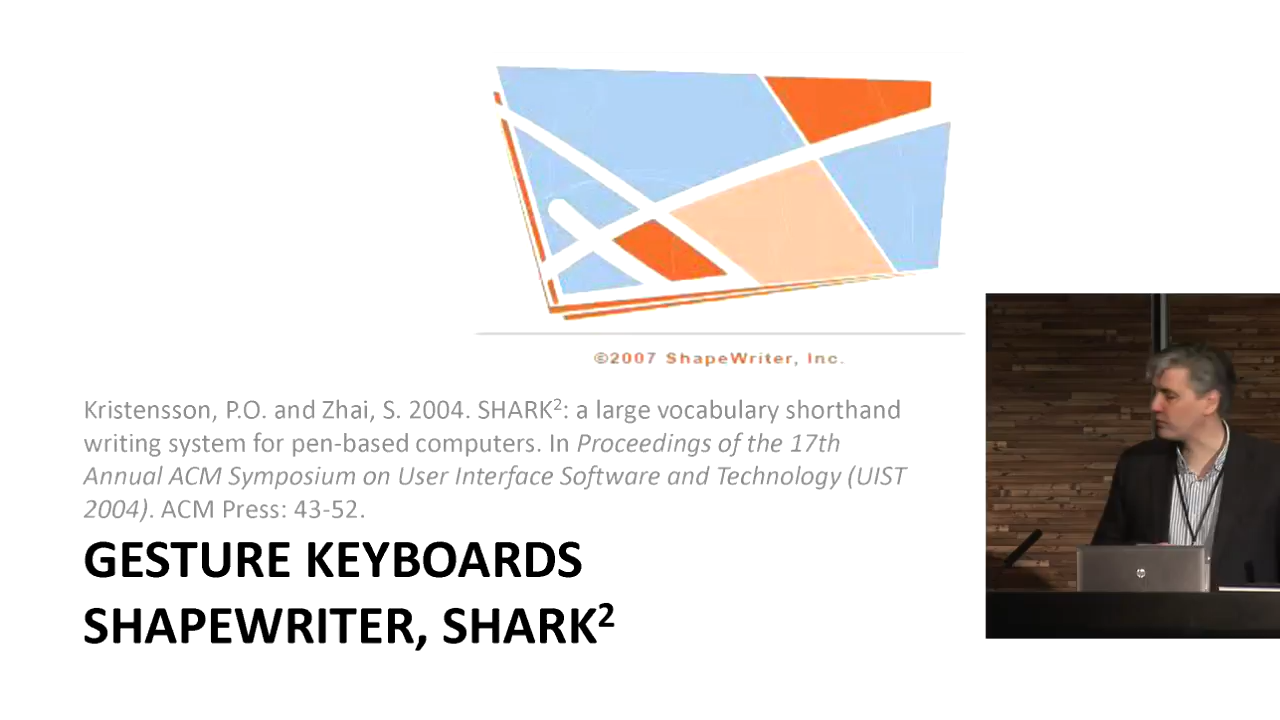 ©2007 ShapeWriter, Inc.
Kristensson, P.O. and Zhai, S. 2004. SHARK²: a large vocabulary shorthand
writing system for pen-based computers. In Proceedings of the 17th
Annual ACM Symposium on User Interface Software and Technology (UIST
2004). ACM Press: 43-52.
GESTURE KEYBOARDS
SHAPEWRITER, SHARK²
hp